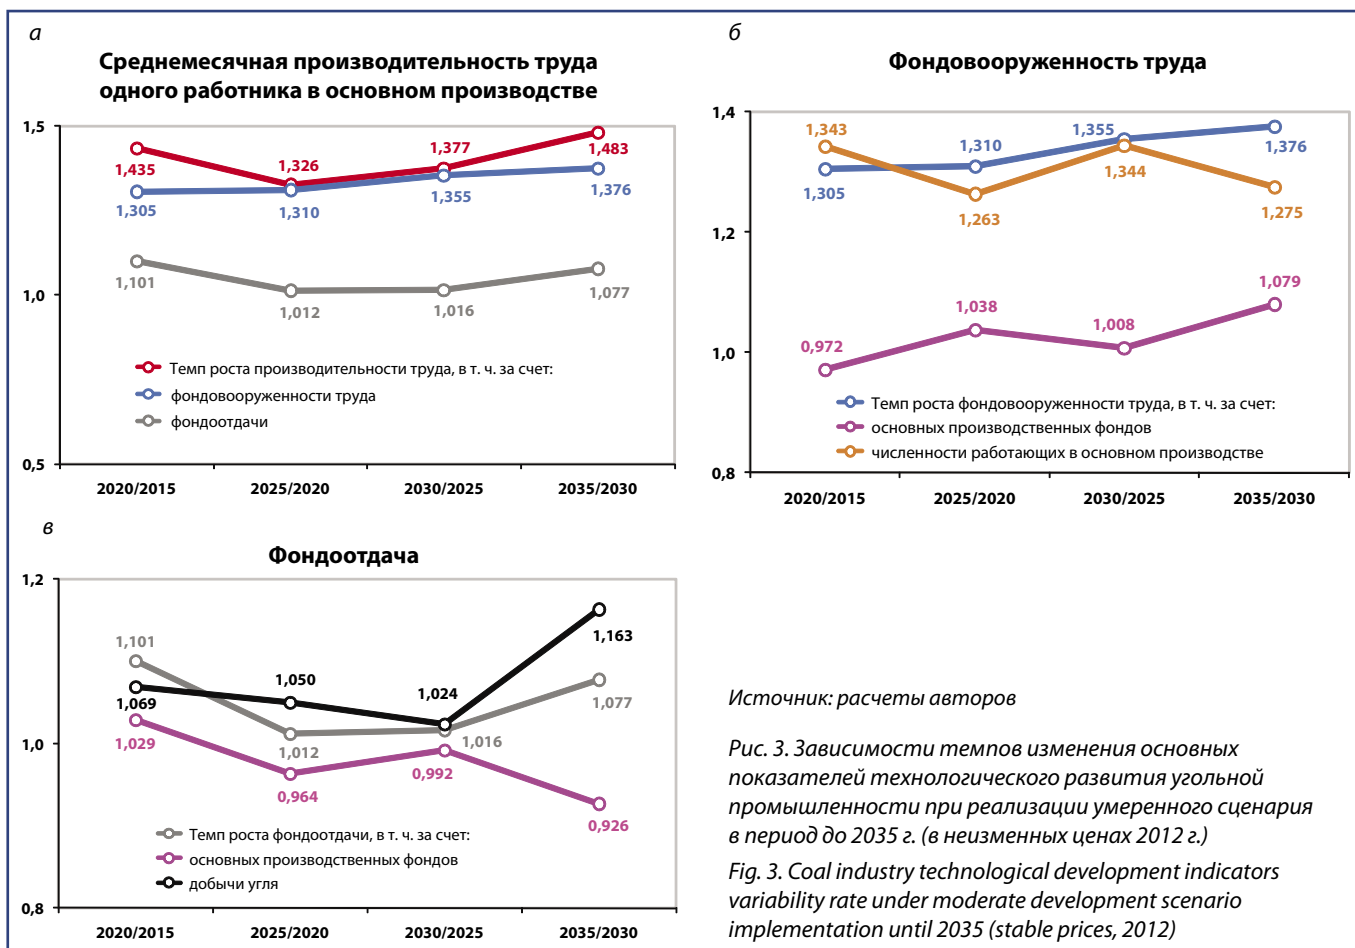 а
Среднемесячная производительность труда
одного работника в основном производстве
1,5
1,0
0,5
1,435
1,326
1,377
1,483
1,305
1,310
1,355
1,376
1,101
1,012
1,016
1,077
Темп роста производительности труда, в т. ч. за счет:
фондовооруженности труда
фондоотдачи
2020/2015 2025/2020 2030/2025 2035/2030
б
Фондовооруженность труда
1,4
1,2
1,0
0,8
1,343
1,310
1,355
1,376
1,305
1,263
1,344
1,275
0,972
1,038
1,008
1,079
Темп роста фондовооруженности труда, в т. ч. за счет:
основных производственных фондов
численности работающих в основном производстве
2020/2015 2025/2020 2030/2025 2035/2030
в
Фондоотдача
1,2
1,0
0,8
1,101
1,069
1,050
1,024
1,163
1,029
1,012
1,016
1,077
0,964
0,992
0,926
Темп роста фондоотдачи, в т. ч. за счет:
основных производственных фондов
добычи угля
2020/2015 2025/2020 2030/2025 2035/2030
Источник: расчеты авторов
Рис. 3. Зависимости темпов изменения основных
показателей технологического развития угольной
промышленности при реализации умеренного сценария
в период до 2035 г. (в неизменных ценах 2012 г.)
Fig. 3. Coal industry technological development indicators
variability rate under moderate development scenario
implementation until 2035 (stable prices, 2012)